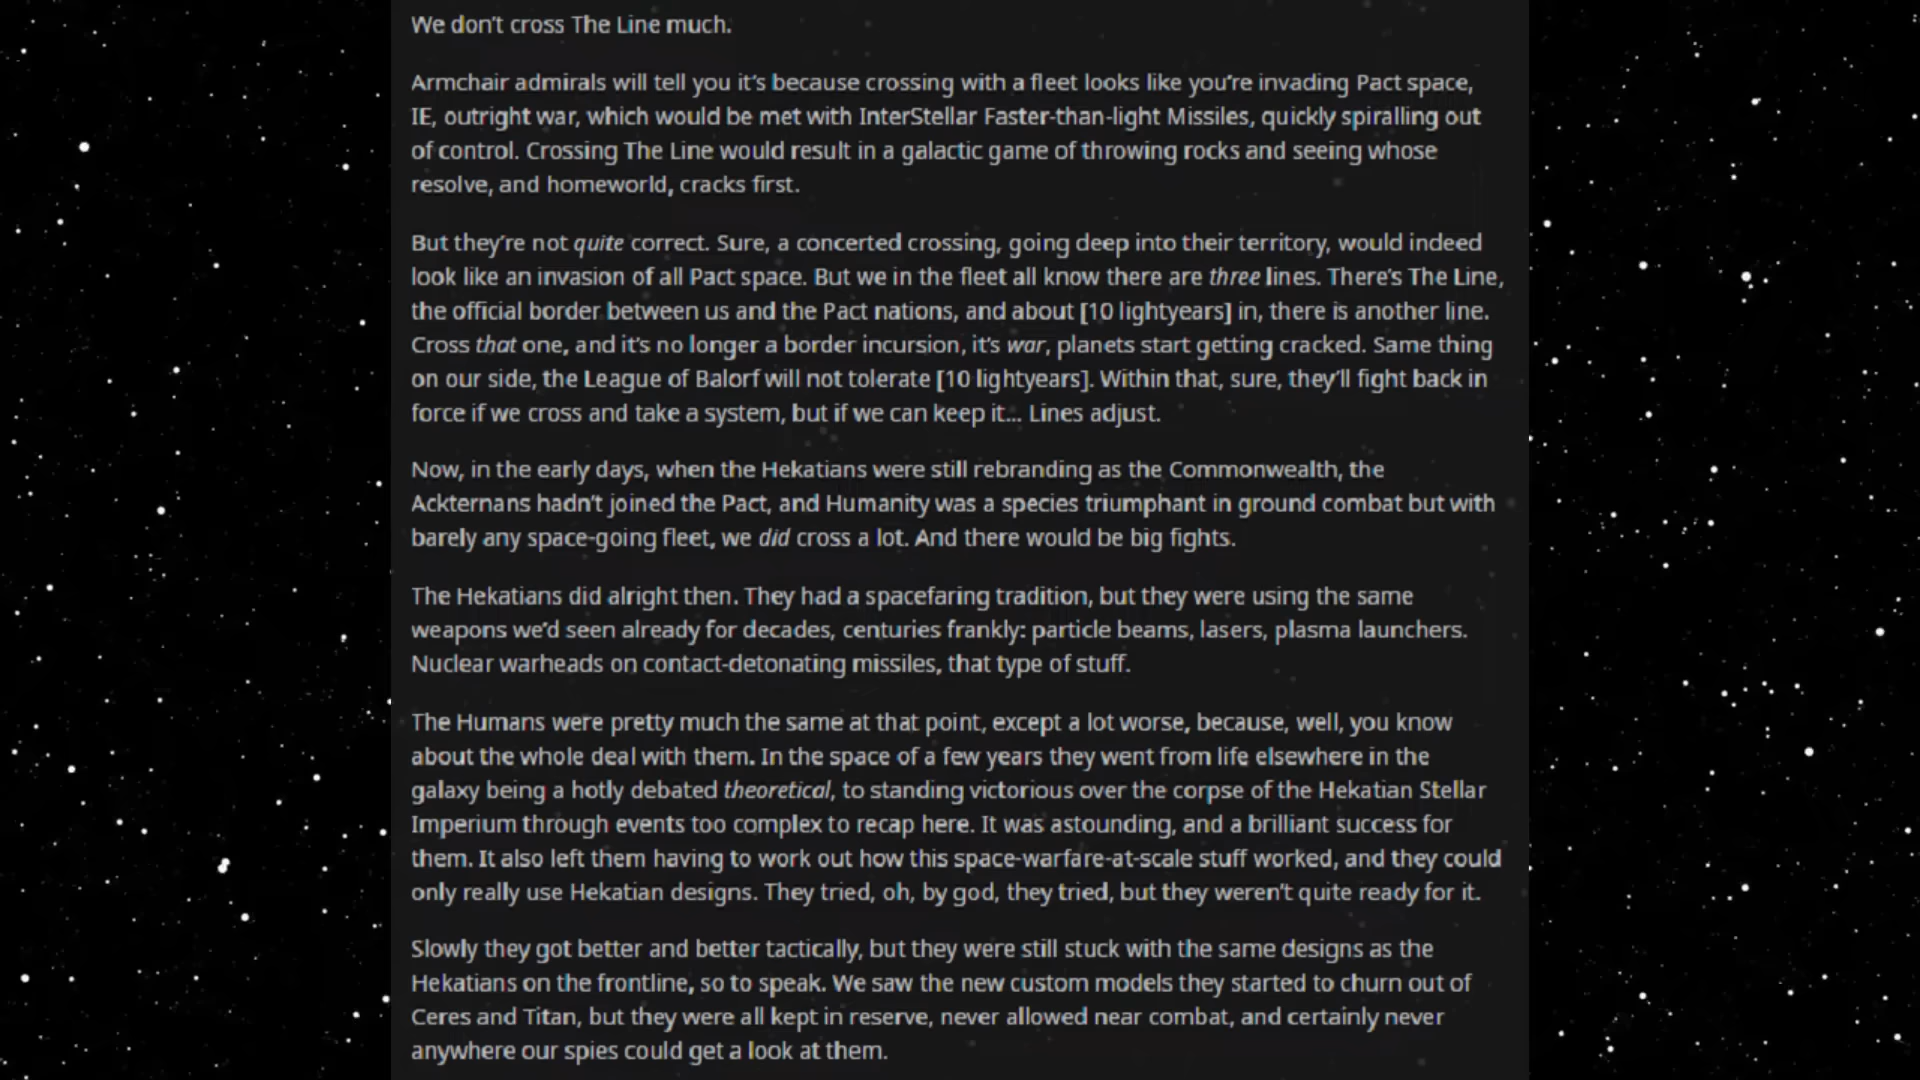 We don't cross The Line much.
Armchair admirals will tell you it's because crossing with a fleet looks like you're invading Pact space,
IE, outright war, which would be met with InterStellar Faster-than-light Missiles, quickly spiralling out
of control. Crossing The Line would result in a galactic game of throwing rocks and seeing whose
resolve, and homeworld, cracks first.
But they're not quite correct. Sure, a concerted crossing, going deep into their territory, would indeed
look like an invasion of all Pact space. But we in the fleet all know there are three lines. There's The Line,
the official border between us and the Pact nations, and about [10 lightyears] in, there is another line.
Cross that one, and it's no longer a border incursion, it's war, planets start getting cracked. Same thing
on our side, the League of Balorf will not tolerate [10 lightyears]. Within that, sure, they'll fight back in
force if we cross and take a system, but if we can keep it... Lines adjust.
Now, in the early days, when the Hekatians were still rebranding as the Commonwealth, the
Ackternans hadn't joined the Pact, and Humanity was a species triumphant in ground combat but with
barely any space-going fleet, we did cross a lot. And there would be big fights.
The Hekatians did alright then. They had a spacefaring tradition, but they were using the same
weapons we'd seen already for decades, centuries frankly: particle beams, lasers, plasma launchers.
Nuclear warheads on contact-detonating missiles, that type of stuff.
The Humans were pretty much the same at that point, except a lot worse, because, well, you know
about the whole deal with them. In the space of a few years they went from life elsewhere in the
galaxy being a hotly debated theoretical, to standing victorious over the corpse of the Hekatian Stellar
Imperium through events too complex to recap here. It was astounding, and a brilliant success for
them. It also left them having to work out how this space-warfare-at-scale stuff worked, and they could
only really use Hekatian designs. They tried, oh, by god, they tried, but they weren't quite ready for it.
Slowly they got better and better tactically, but they were still stuck with the same designs as the
Hekatians on the frontline, so to speak. We saw the new custom models they started to churn out of
Ceres and Titan, but they were all kept in reserve, never allowed near combat, and certainly never
anywhere our spies could get a look at them.